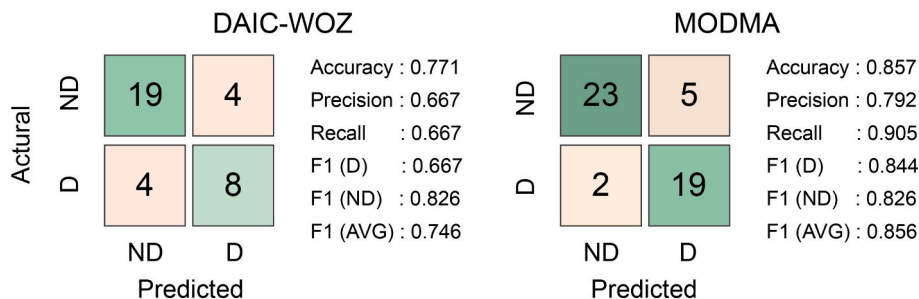 DAIC-WOZ
Actural
ND
19
4
D
4
8
ND
D
Predicted
Accuracy : 0.771
Precision : 0.667
Recall : 0.667
F1 (D) : 0.667
F1 (ND) : 0.826
F1 (AVG) : 0.746
MODMA
ND
23
5
D
2
19
ND
D
Predicted
Accuracy : 0.857
Precision : 0.792
Recall : 0.905
F1 (D) : 0.844
F1 (ND) : 0.826
F1 (AVG) : 0.856